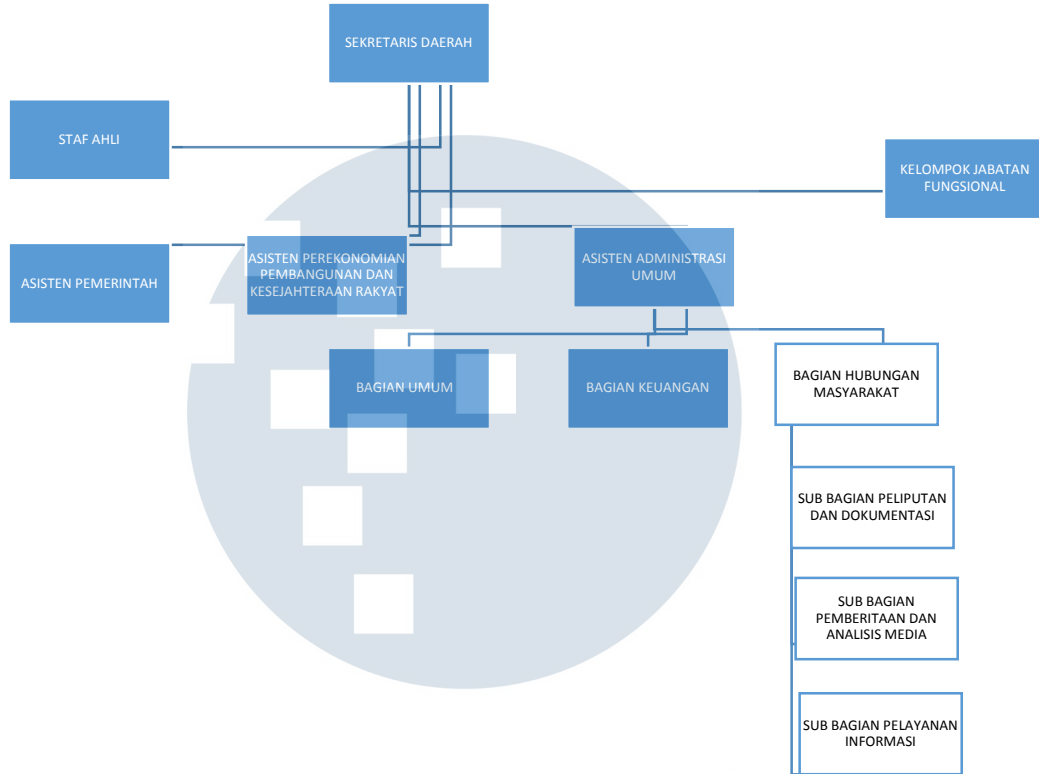 SEKRETARIS DAERAH
STAF AHLI
KELOMPOK JABATAN
FUNGSIONAL
ASISTEN PEMERINTAH
ASISTEN PEREKONOMIAN
PEMBANGUNAN DAN
KESEJAHTERAAN RAKYAT
ASISTEN ADMINISTRASI
UMUM
BAGIAN UMUM
BAGIAN KEUANGAN
BAGIAN HUBUNGAN
MASYARAKAT
SUB BAGIAN PELIPUTAN
DAN DOKUMENTASI
SUB BAGIAN
PEMBERITAAN DAN
ANALISIS MEDIA
SUB BAGIAN PELAYANAN
INFORMASI